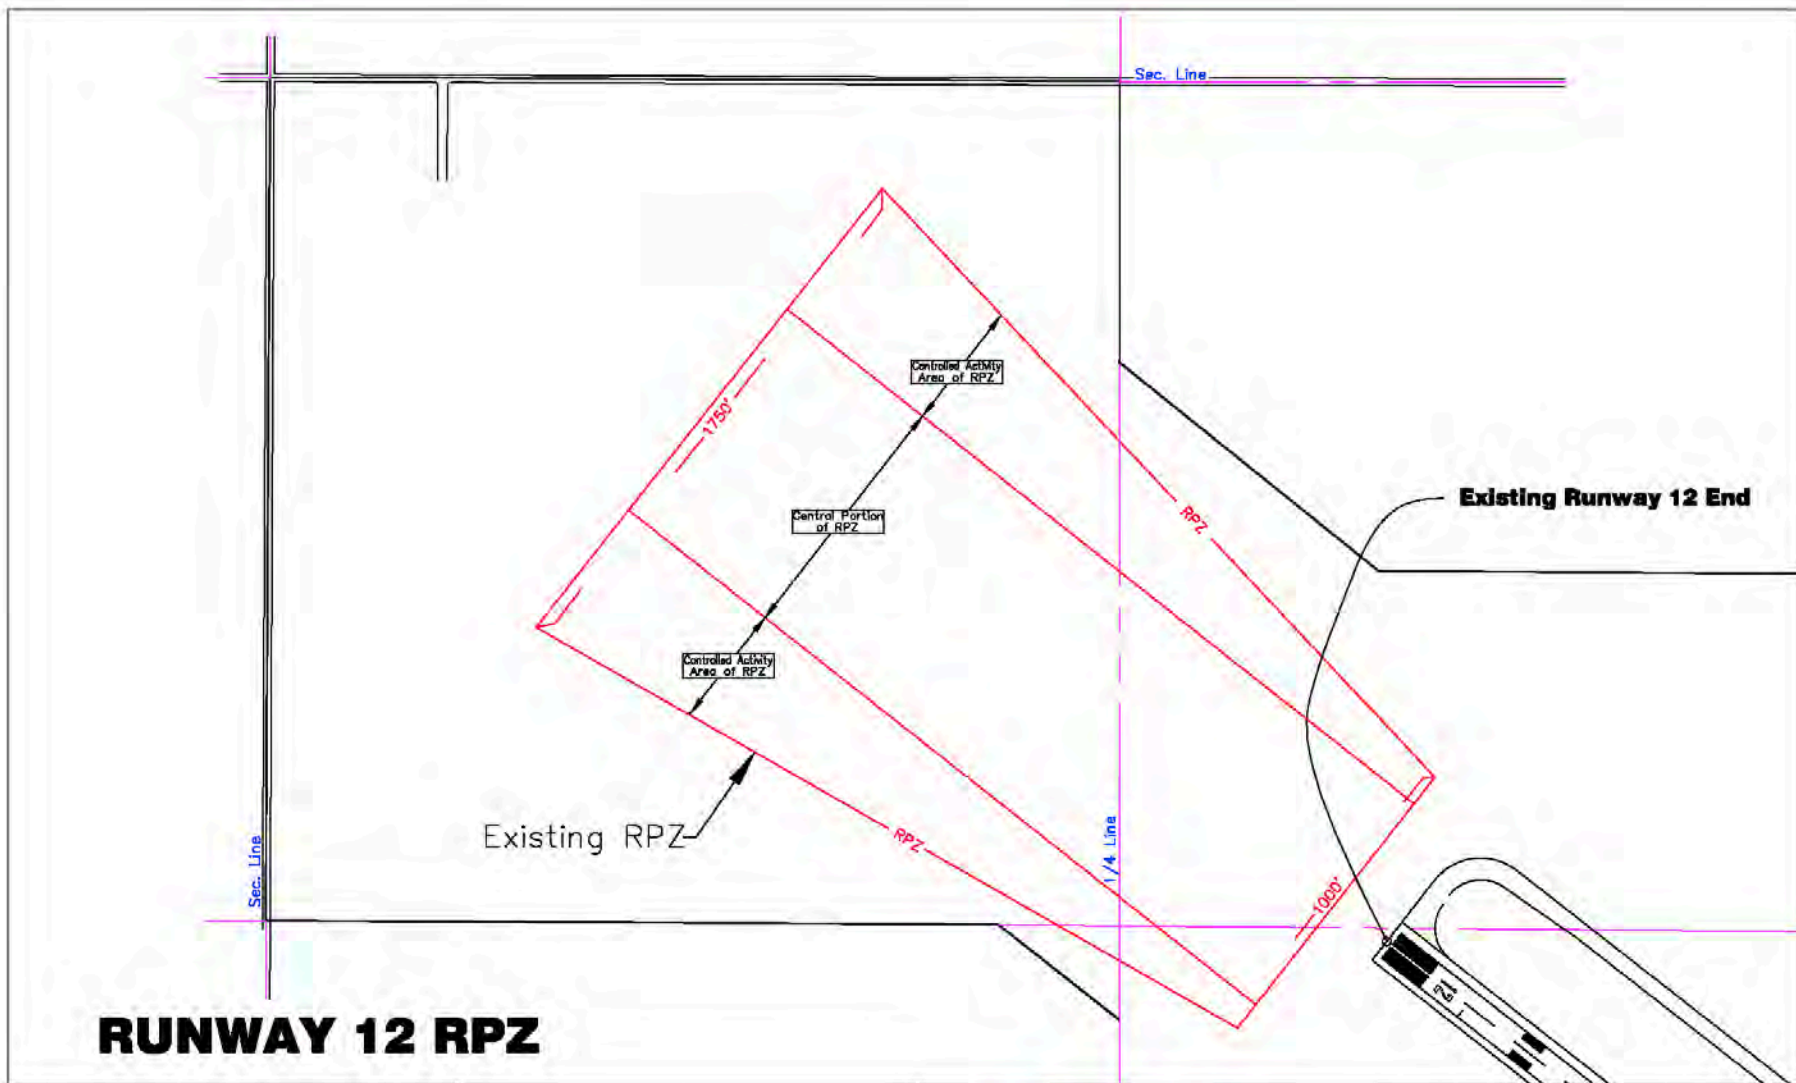 Sec. Line
Controlled Activity
Area of RPZ
1750'
RPZ
Existing Runway 12 End
Central Portion
of RPZ
Controlled Activity
Area of RPZ
Existing RPZ
RPZ
1/4 Line
Sec. Line
1000'
12
RUNWAY 12 RPZ